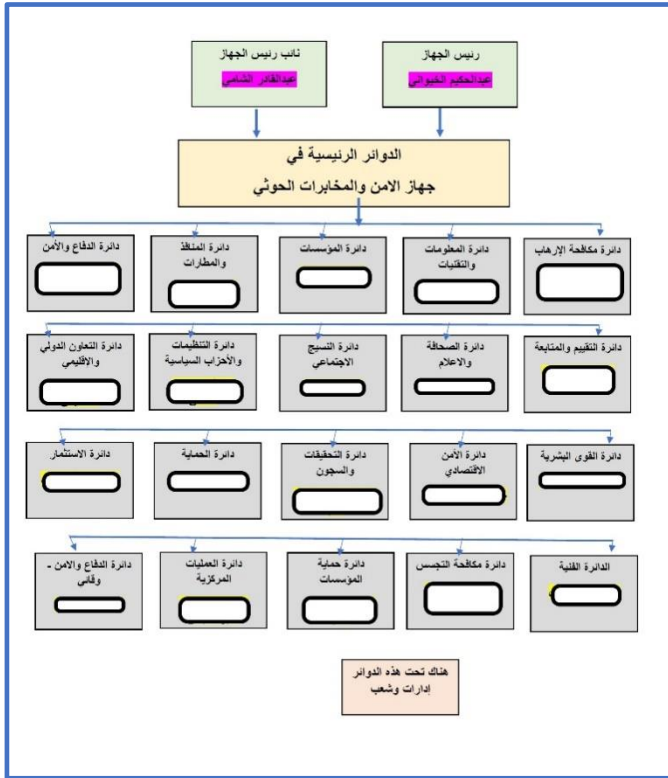 رئيس الجهاز
عبدالحكيم الخيواني
نائب رئيس الجهاز
عبدالقادر الشامي
الدوائر الرئيسية في
جهاز الامن والمخابرات الحوثي
دائرة مكافحة الإرهاب
دائرة المعلومات
والتقنيات
دائرة المؤسسات
دائرة المنافذ
والمطارات
دائرة الدفاع والأمن
دائرة التقييم والمتابعة
دائرة الصحافة
والاعلام
دائرة النسيج
الاجتماعي
دائرة التنظيمات
والأحزاب السياسية
دائرة التعاون الدولي
والإقليمي
دائرة القوى البشرية
دائرة الأمن
الاقتصادي
دائرة التحقيقات
والسجون
دائرة الحماية
دائرة الاستثمار
الدائرة الفنية
دائرة مكافحة التجسس
دائرة حماية
المؤسسات
دائرة العمليات
المركزية
دائرة الدفاع والامن -
وقائي
هناك تحت هذه الدوائر
إدارات وشعب